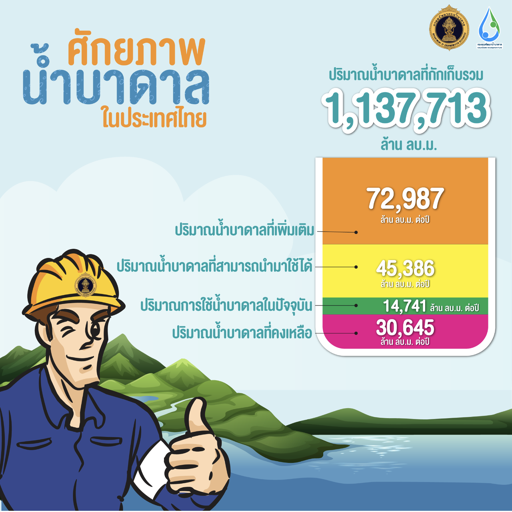 ศักยภาพ
น้ำบาดาล
ในประเทศไทย
ปริมาณน้ำบาดาลที่กักเก็บรวม
1,137,713
ล้าน ลบ.ม.
72,987
ล้าน ลบ.ม. ต่อปี
ปริมาณน้ำบาดาลที่เพิ่มเติม
ปริมาณน้ำบาดาลที่สามารถนำมาใช้ได้
45,386
ล้าน ลบ.ม. ต่อปี
ปริมาณการใช้น้ำบาดาลในปัจจุบัน
14,741 ล้าน ลบ.ม. ต่อปี
ปริมาณน้ำบาดาลที่คงเหลือ
30,645
ล้าน ลบ.ม. ต่อปี